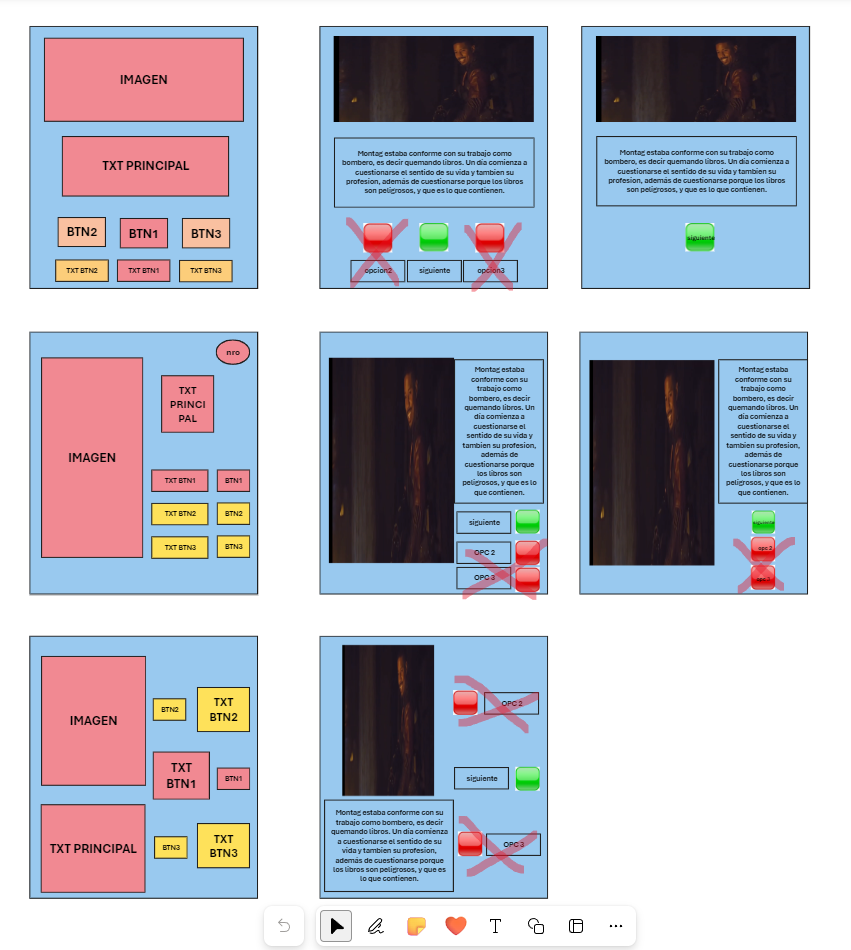 IMAGEN
TXT PRINCIPAL
BTN2
BTN1
BTN3
TXT BTN2
TXT BTN1
TXT BTN3
Montag estaba conforme con su trabajo como
bombero, es decir quemando libros. Un día comienza a
cuestionarse el sentido de su vida y tambien su
profesion, además de cuestionarse porque los libros
son peligrosos, y que es lo que contienen.
opcion2
siguiente
opcion3
Montag estaba conforme con su trabajo como
bombero, es decir quemando libros. Un día comienza a
cuestionarse el sentido de su vida y tambien su
profesion, además de cuestionarse porque los libros
son peligrosos, y que es lo que contienen.
siguiente
nro
IMAGEN
TXT
PRINCI
PAL
TXT BTN1
BTN1
TXT BTN2
BTN2
TXT BTN3
BTN3
Montag estaba
conforme con su
trabajo como
bombero, es decir
quemando libros. Un
día comienza a
cuestionarse el
sentido de su vida y
tambien su profesion,
además de
cuestionarse porque
los libros son
peligrosos, y que es lo
que contienen.
siguiente
OPC 2
OPC 3
Montag estaba
conforme con su
trabajo como
bombero, es decir
quemando libros. Un
día comienza a
cuestionarse el
sentido de su vida y
tambien su profesion,
además de
cuestionarse porque
los libros son
peligrosos, y que es lo
que contienen.
siguiente
opc 2
opc 3
IMAGEN
BTN2
TXT
BTN2
TXT
BTN1
BTN1
TXT PRINCIPAL
BTN3
TXT
BTN3
OPC 2
siguiente
Montag estaba conforme con su
trabajo como bombero, es decir
quemando libros. Un día comienza
a cuestionarse el sentido de su
vida y tambien su profesion,
además de cuestionarse porque
los libros son peligrosos, y que es
lo que contienen.
OPC 3
T